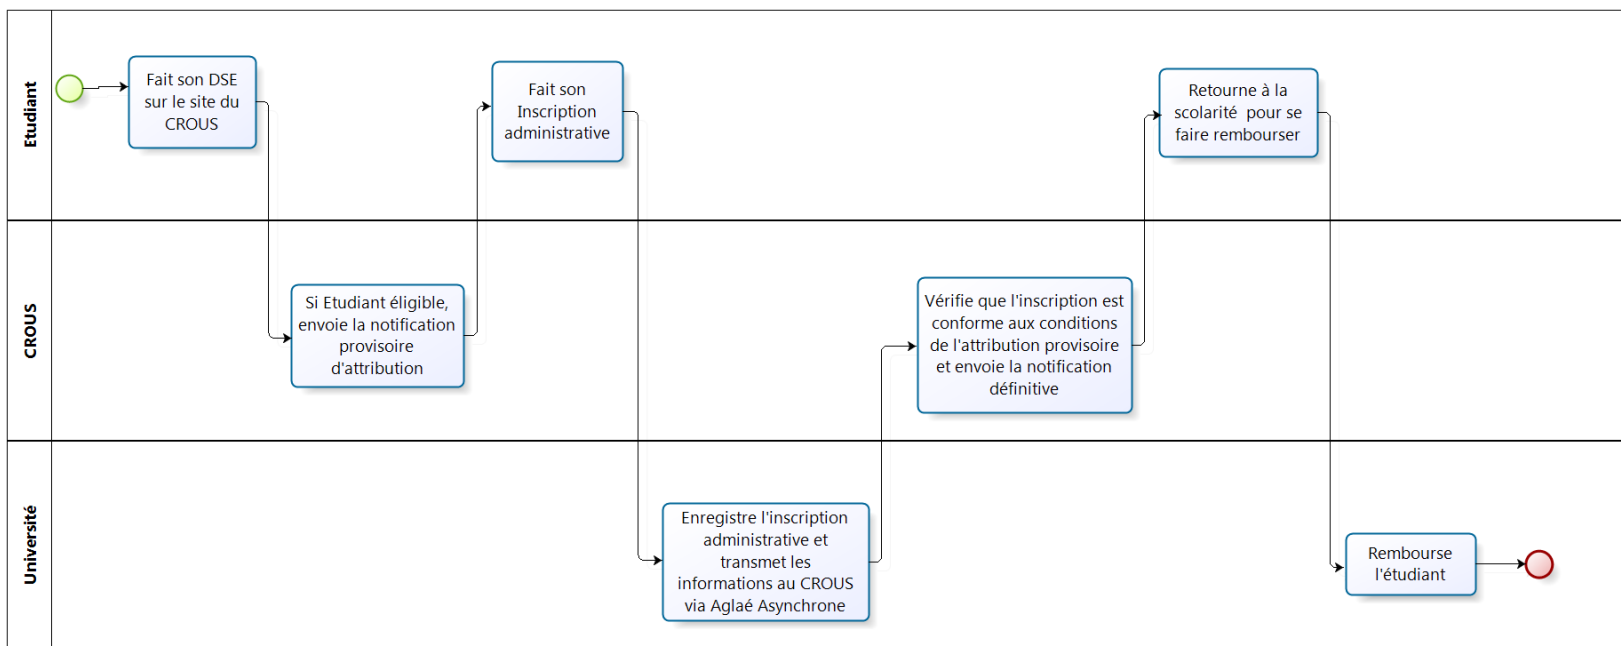 Etudiant
Fait son DSE
sur le site du
CROUS
Fait son
Inscription
administrative
Retourne à la
scolarité  pour se
faire rembourser
CROUS
Si Etudiant éligible,
envoie la notification
provisoire
d'attribution
Vérifie que l'inscription est
conforme aux conditions
de l'attribution provisoire
et envoie la notification
définitive
Université
Enregistre l'inscription
administrative et
transmet les
informations au CROUS
via Aglaé Asynchrone
Rembourse
l'étudiant